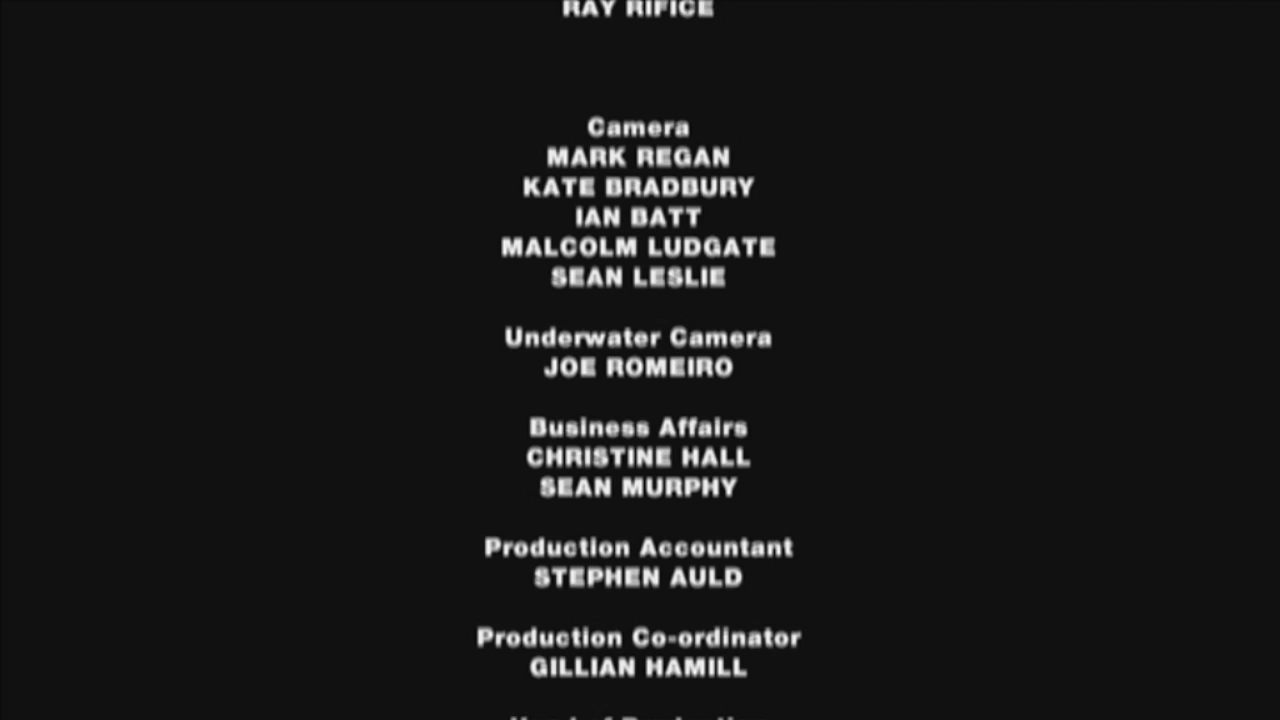 RAY RIFICE
Camera
MARK REGAN
KATE BRADBURY
IAN BATT
MALCOLM LUDGATE
SEAN LESLIE
Underwater Camera
JOE ROMEIRO
Business Affairs
CHRISTINE HALL
SEAN MURPHY
Production Accountant
STEPHEN AULD
Production Co-ordinator
GILLIAN HAMILL